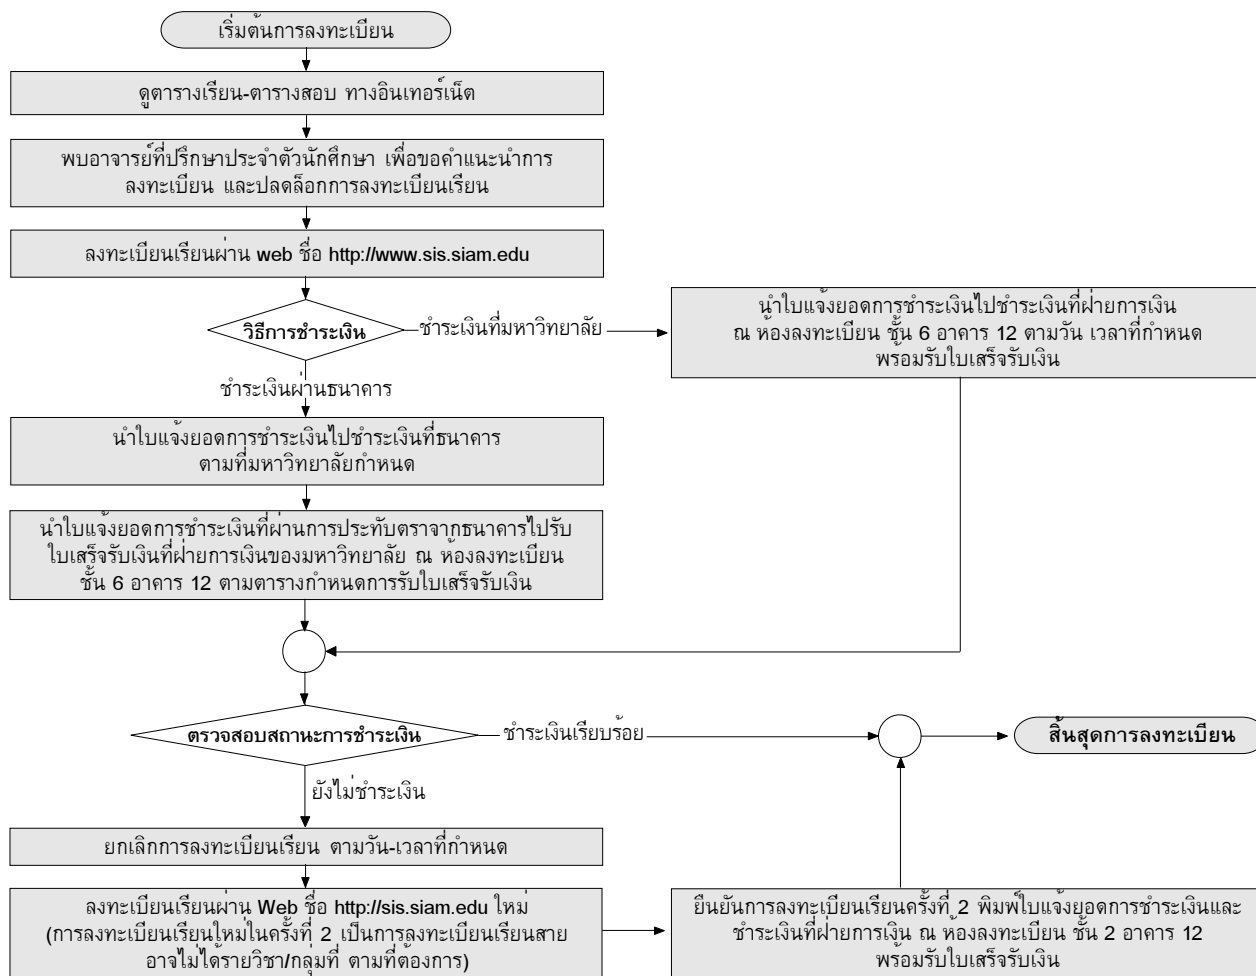 เริ่มต้นการลงทะเบียน
ดูตารางเรียน-ตารางสอบ ทางอินเทอร์เน็ต
พบอาจารย์ที่ปรึกษาประจำตัวนักศึกษา เพื่อขอคำแนะนำการ
ลงทะเบียน และปลดล็อกการลงทะเบียนเรียน
ลงทะเบียนเรียนผ่าน web ชื่อ http://www.sis.siam.edu
วิธีการชำระเงิน
ชำระเงินที่มหาวิทยาลัย
นำใบแจ้งยอดการชำระเงินไปชำระเงินที่ฝ่ายการเงิน
ณ ห้องลงทะเบียน ชั้น 6 อาคาร 12 ตามวัน เวลาที่กำหนด
พร้อมรับใบเสร็จรับเงิน
ชำระเงินผ่านธนาคาร
นำใบแจ้งยอดการชำระเงินไปชำระเงินที่ธนาคาร
ตามที่มหาวิทยาลัยกำหนด
นำใบแจ้งยอดการชำระเงินที่ผ่านการประทับตราจากธนาคารไปรับ
ใบเสร็จรับเงินที่ฝ่ายการเงินของมหาวิทยาลัย ณ ห้องลงทะเบียน
ชั้น 6 อาคาร 12 ตามตารางกำหนดการรับใบเสร็จรับเงิน
ตรวจสอบสถานะการชำระเงิน
ชำระเงินเรียบร้อย
สิ้นสุดการลงทะเบียน
ยังไม่ชำระเงิน
ยกเลิกการลงทะเบียนเรียน ตามวัน-เวลาที่กำหนด
ลงทะเบียนเรียนผ่าน Web ชื่อ http://sis.siam.edu ใหม่
(การลงทะเบียนเรียนใหม่ในครั้งที่ 2 เป็นการลงทะเบียนเรียนสาย
อาจไม่ได้รายวิชา/กลุ่มที่ ตามที่ต้องการ)
ยืนยันการลงทะเบียนเรียนครั้งที่ 2 พิมพ์ใบแจ้งยอดการชำระเงินและ
ชำระเงินที่ฝ่ายการเงิน ณ ห้องลงทะเบียน ชั้น 2 อาคาร 12
พร้อมรับใบเสร็จรับเงิน